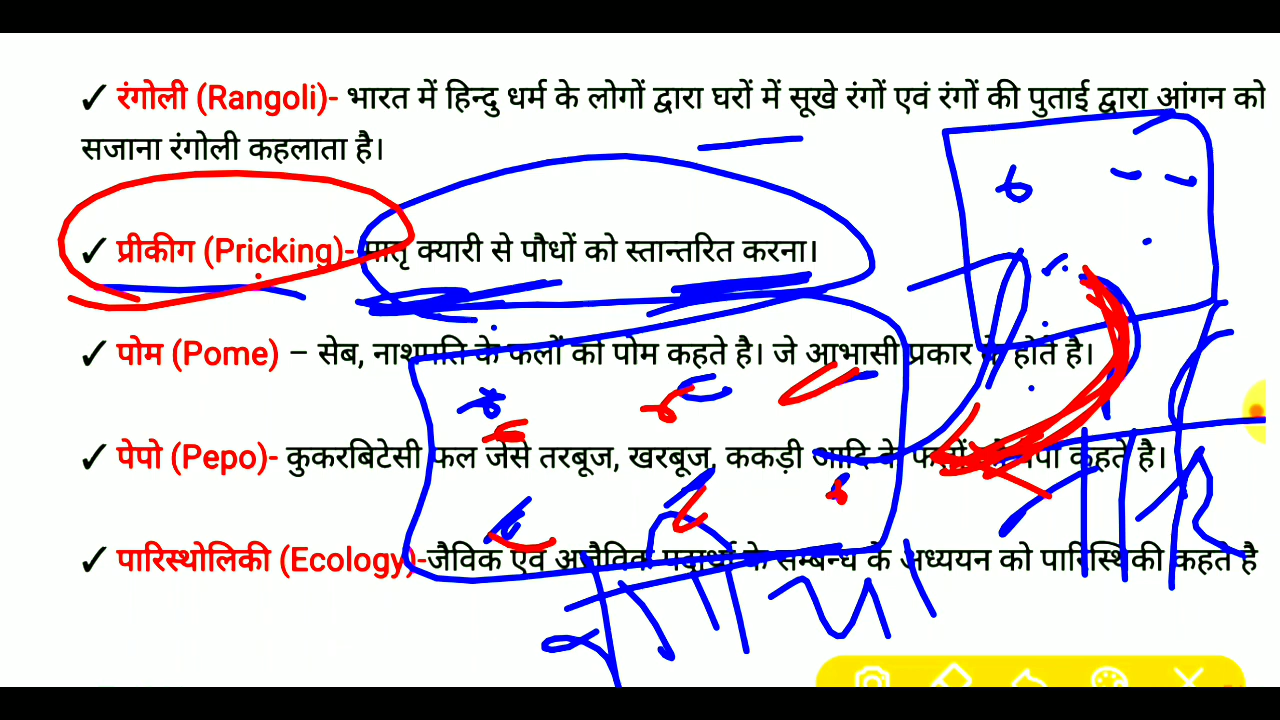 ✓ रंगोली (Rangoli)- भारत में हिन्दु धर्म के लोगों द्वारा घरों में सूखे रंगों एवं रंगों की पुताई द्वारा आंगन को
सजाना रंगोली कहलाता है।
✓ प्रीकीग (Pricking)- मातृ क्यारी से पौधों को स्तान्तरित करना।
✓ पोम (Pome) – सेब, नाशपति के फलों को पोम कहते है। जे आभासी प्रकार के होते है।
✓ पेपो (Pepo)- कुकरबिटेसी फल जेसे तरबूज, खरबूज, ककड़ी आदि के फलों को पेपो कहते है।
✓ पारिस्थोलिकी (Ecology)-जैविक एवं अजैविक पदार्थो के सम्बन्ध के अध्ययन को पारिस्थिकी कहते है